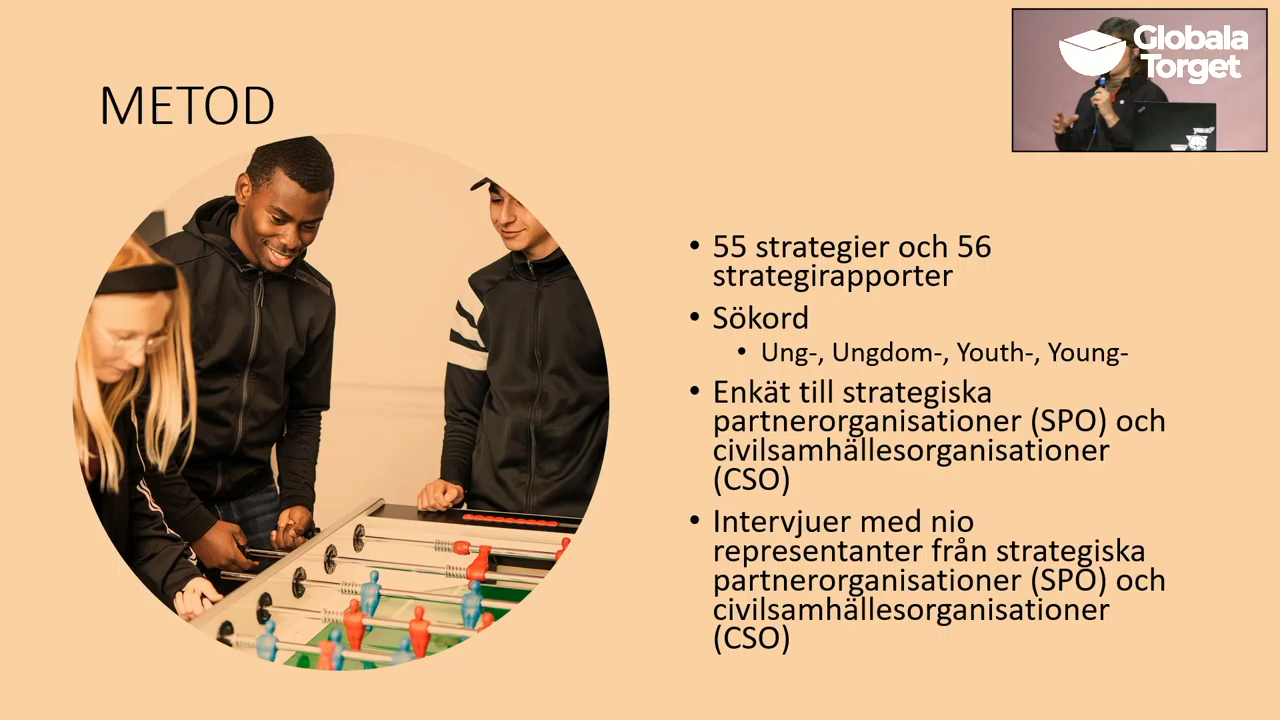 METOD
Globala
Torget
• 55 strategier och 56
strategirapporter
• Sökord
• Ung-, Ungdom-, Youth-, Young-
• Enkät till strategiska
partnerorganisationer (SPO) och
civilsamhällesorganisationer
(CSO)
• Intervjuer med nio
representanter från strategiska
partnerorganisationer (SPO) och
civilsamhällesorganisationer
(CSO)